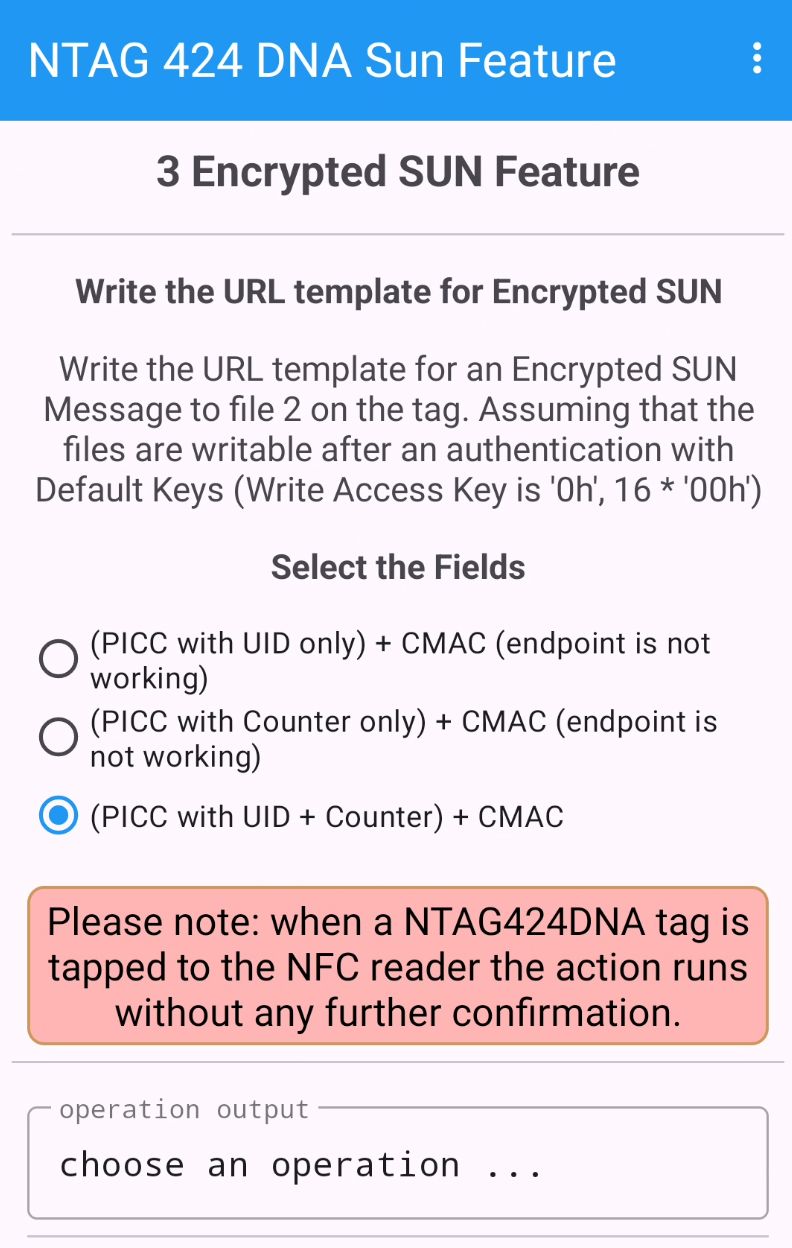 NTAG 424 DNA Sun Feature
3 Encrypted SUN Feature
Write the URL template for Encrypted SUN
Write the URL template for an Encrypted SUN
Message to file 2 on the tag. Assuming that the
files are writable after an authentication with
Default Keys (Write Access Key is '0h', 16 * '00h')
Select the Fields
(PICC with UID only) + CMAC (endpoint is not
working)
(PICC with Counter only) + CMAC (endpoint is
not working)
(PICC with UID + Counter) + CMAC
Please note: when a NTAG424DNA tag is
tapped to the NFC reader the action runs
without any further confirmation.
operation output
choose an operation ...